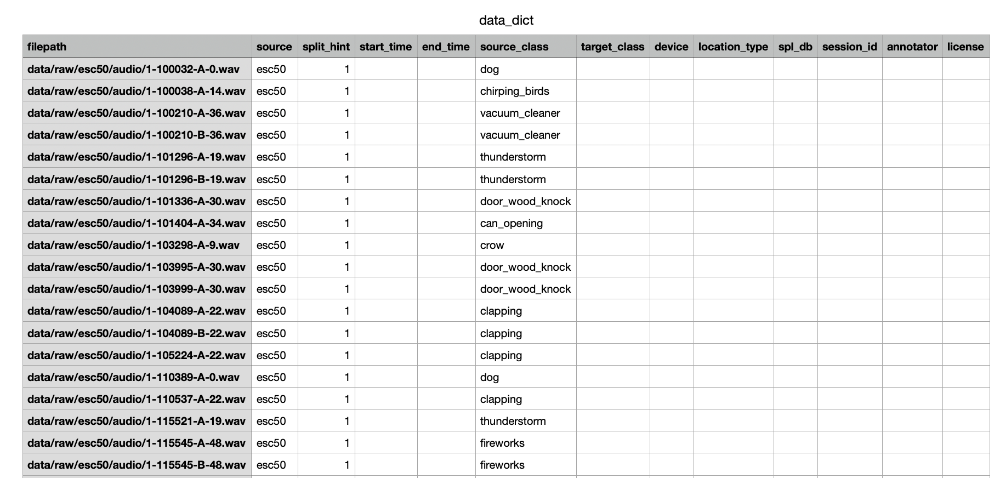 data_dict
filepath source split_hint start_time end_time source_class target_class device location_type spl_db session_id annotator license
data/raw/esc50/audio/1-100032-A-0.wav esc50 1 dog
data/raw/esc50/audio/1-100038-A-14.wav esc50 1 chirping_birds
data/raw/esc50/audio/1-100210-A-36.wav esc50 1 vacuum_cleaner
data/raw/esc50/audio/1-100210-B-36.wav esc50 1 vacuum_cleaner
data/raw/esc50/audio/1-101296-A-19.wav esc50 1 thunderstorm
data/raw/esc50/audio/1-101296-B-19.wav esc50 1 thunderstorm
data/raw/esc50/audio/1-101336-A-30.wav esc50 1 door_wood_knock
data/raw/esc50/audio/1-101404-A-34.wav esc50 1 can_opening
data/raw/esc50/audio/1-103298-A-9.wav esc50 1 crow
data/raw/esc50/audio/1-103995-A-30.wav esc50 1 door_wood_knock
data/raw/esc50/audio/1-103999-A-30.wav esc50 1 door_wood_knock
data/raw/esc50/audio/1-104089-A-22.wav esc50 1 clapping
data/raw/esc50/audio/1-104089-B-22.wav esc50 1 clapping
data/raw/esc50/audio/1-105224-A-22.wav esc50 1 clapping
data/raw/esc50/audio/1-110389-A-0.wav esc50 1 dog
data/raw/esc50/audio/1-110537-A-22.wav esc50 1 clapping
data/raw/esc50/audio/1-115521-A-19.wav esc50 1 thunderstorm
data/raw/esc50/audio/1-115545-A-48.wav esc50 1 fireworks
data/raw/esc50/audio/1-115545-B-48.wav esc50 1 fireworks